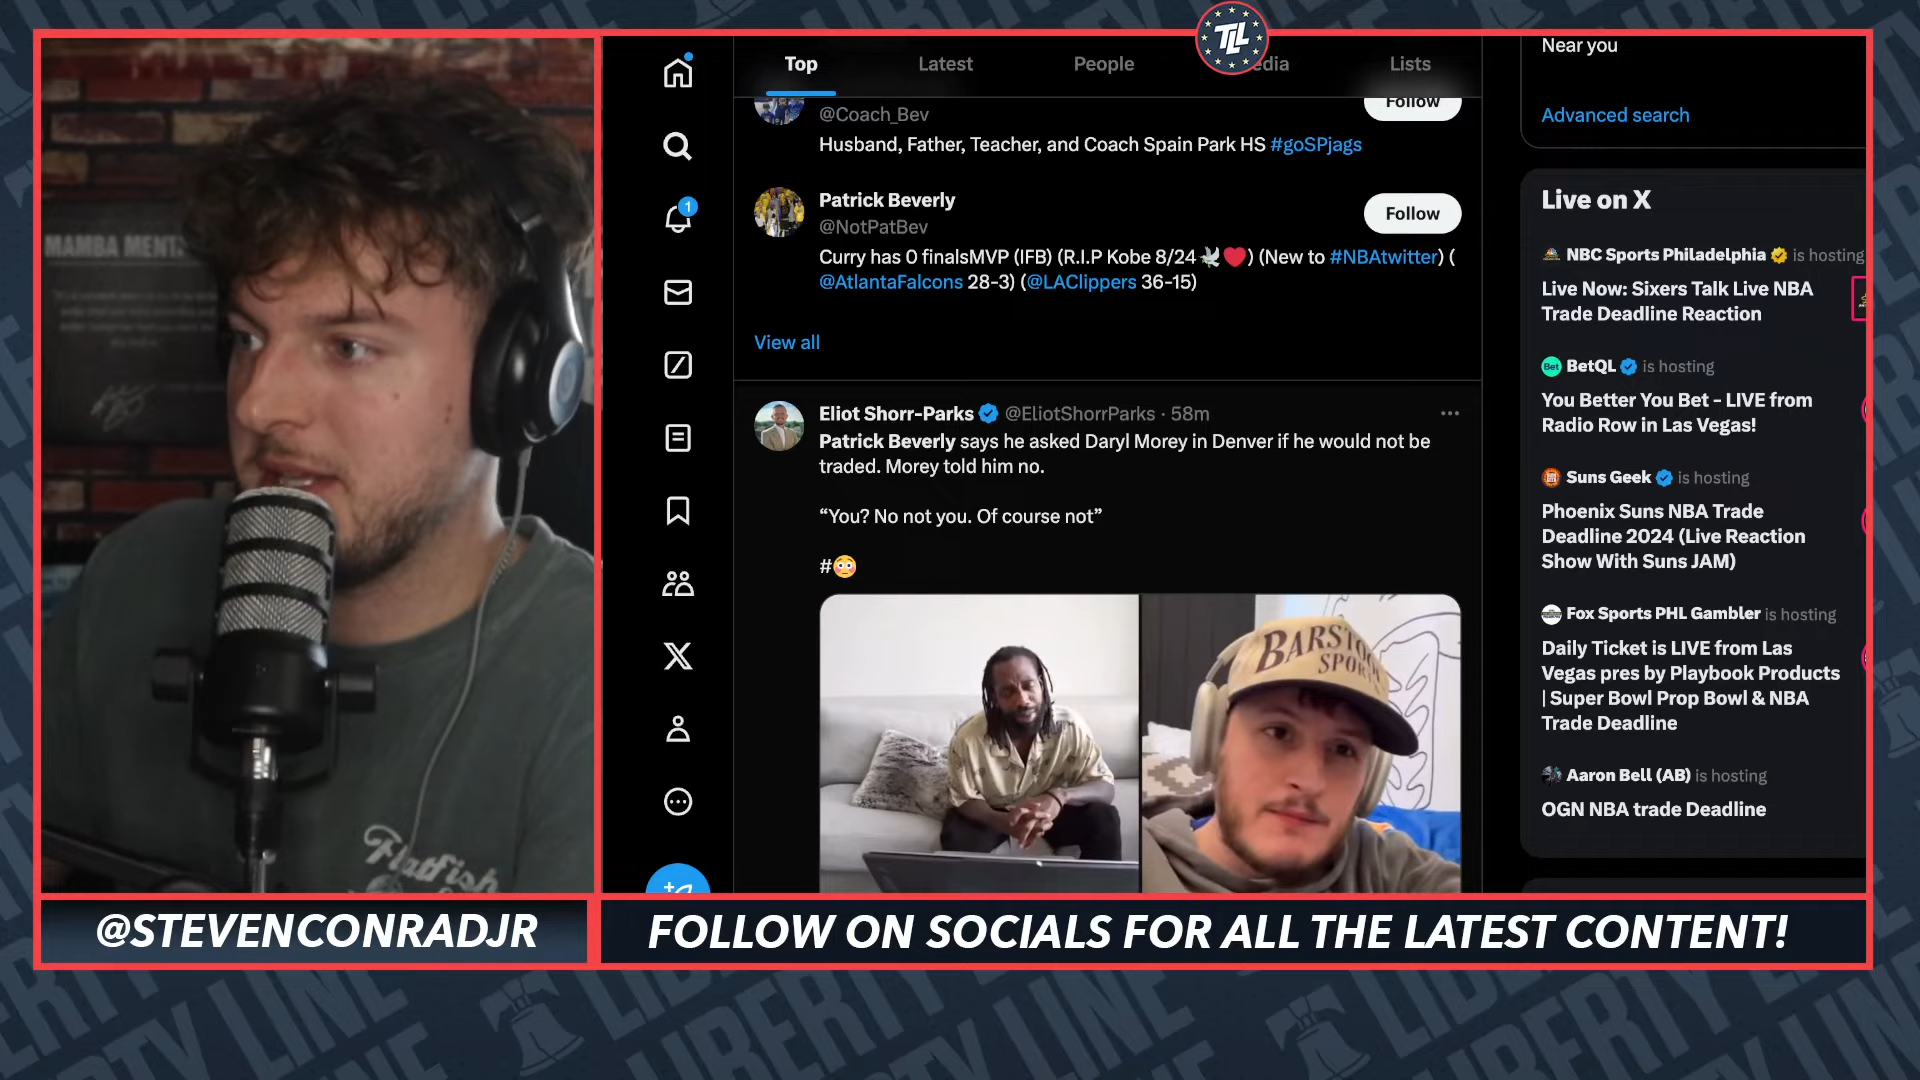 MAMBA MENT
Flatfish
@STEVENCONRADJR
TLL
Top
Latest
People
Lists
@Coach_Bev
Follow
Husband, Father, Teacher, and Coach Spain Park HS #goSPjags
Patrick Beverly
@NotPatBev
Follow
Curry has 0 finalsMVP (IFB) (R.I.P Kobe 8/24 🕊❤️) (New to #NBAtwitter) (
@AtlantaFalcons 28-3) (@LAClippers 36-15)
View all
Eliot Shorr-Parks @EliotShorrParks · 58m
Patrick Beverly says he asked Daryl Morey in Denver if he would not be
traded. Morey told him no.
“You? No not you. Of course not”
#😳
BARSTOOL
SPORTS
1
Near you
Advanced search
Live on X
NBC Sports Philadelphia is hosting
Live Now: Sixers Talk Live NBA
Trade Deadline Reaction
Bet BetQL is hosting
You Better You Bet - LIVE from
Radio Row in Las Vegas!
Suns Geek is hosting
Phoenix Suns NBA Trade
Deadline 2024 (Live Reaction
Show With Suns JAM)
Fox Sports PHL Gambler is hosting
Daily Ticket is LIVE from Las
Vegas pres by Playbook Products
| Super Bowl Prop Bowl & NBA
Trade Deadline
Aaron Bell (AB) is hosting
OGN NBA trade Deadline
FOLLOW ON SOCIALS FOR ALL THE LATEST CONTENT!
LIBERTY LINE